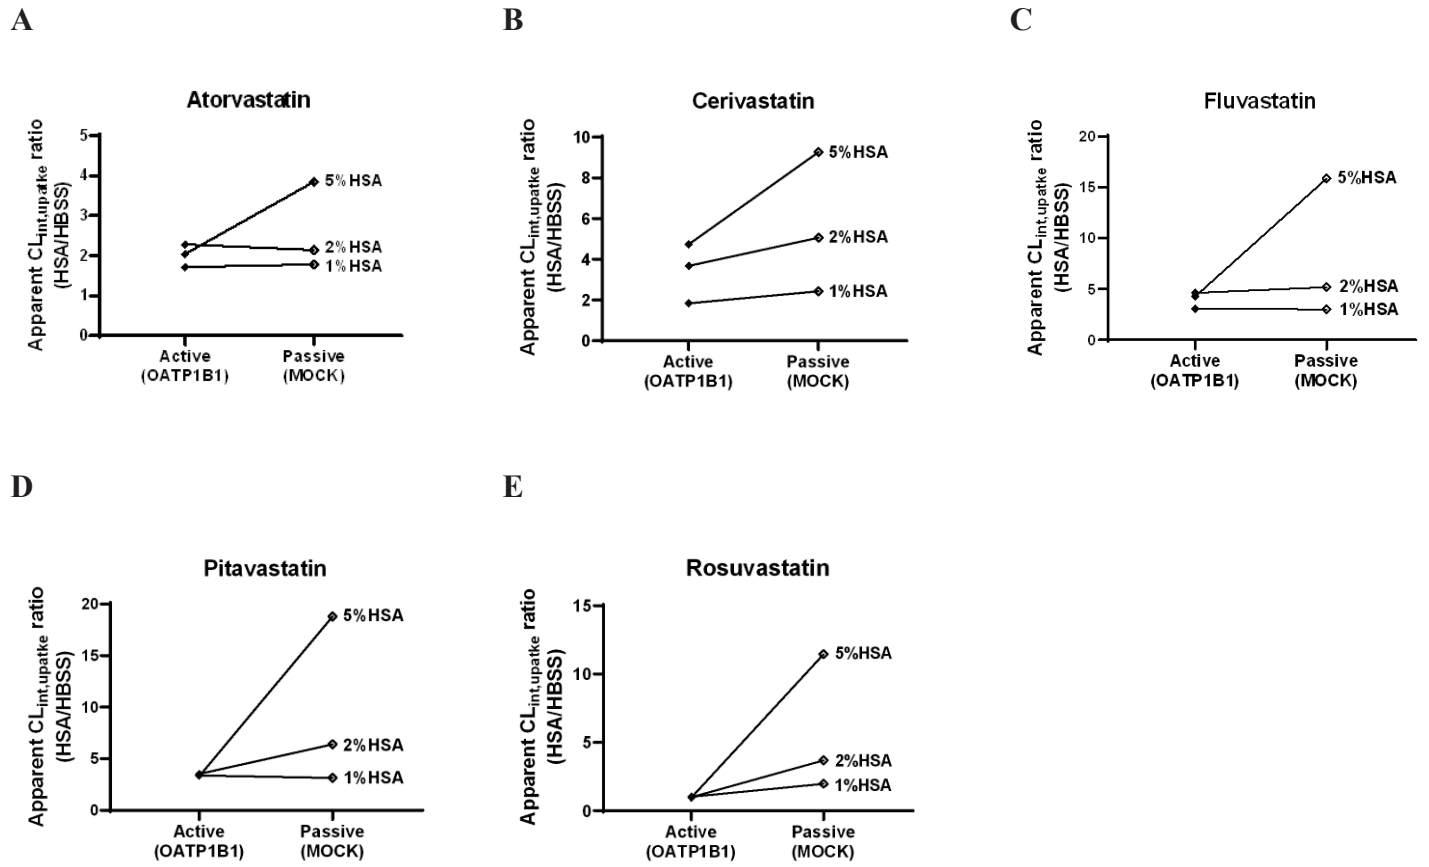 A
Atorvastatin
Apparent CLint,upatke ratio
(HSA/HBSS)
5
4
3
2
1
0
5% HSA
2% HSA
1% HSA
Active
(OATP1B1)
Passive
(MOCK)
B
Cerivastatin
Apparent CLint,upatke ratio
(HSA/HBSS)
10
8
6
4
2
0
5%HSA
2%HSA
1%HSA
Active
(OATP1B1)
Passive
(MOCK)
C
Fluvastatin
Apparent CLint,upatke ratio
(HSA/HBSS)
20
15
10
5
0
5%HSA
2%HSA
1%HSA
Active
(OATP1B1)
Passive
(MOCK)
D
Pitavastatin
Apparent CLint,upatke ratio
(HSA/HBSS)
20
15
10
5
0
5%HSA
2%HSA
1%HSA
Active
(OATP1B1)
Passive
(MOCK)
E
Rosuvastatin
Apparent CLint,upatke ratio
(HSA/HBSS)
15
10
5
0
5%HSA
2%HSA
1%HSA
Active
(OATP1B1)
Passive
(MOCK)